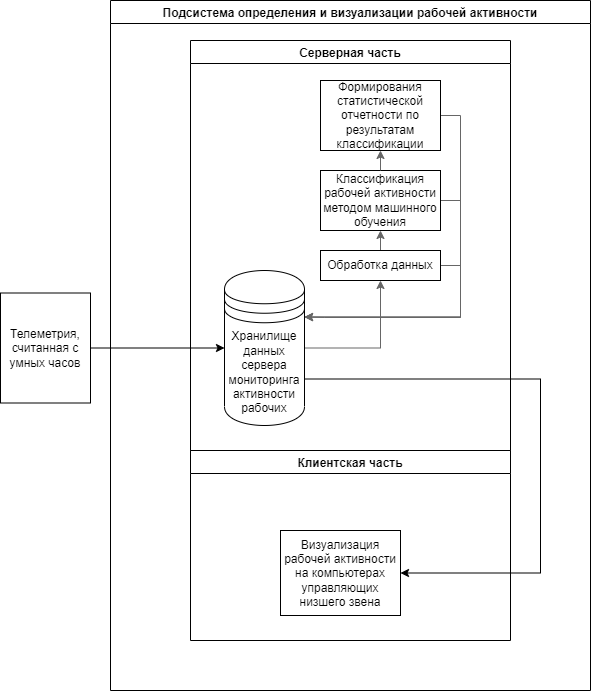 Подсистема определения и визуализации рабочей активности
Серверная часть
Формирования
статистической
отчетности по
результатам
классификации
Классификация
рабочей активности
методом машинного
обучения
Обработка данных
Телеметрия,
считанная с
умных часов
Хранилище
данных
сервера
мониторинга
активности
рабочих
Клиентская часть
Визуализация
рабочей активности
на компьютерах
управляющих
низшего звена